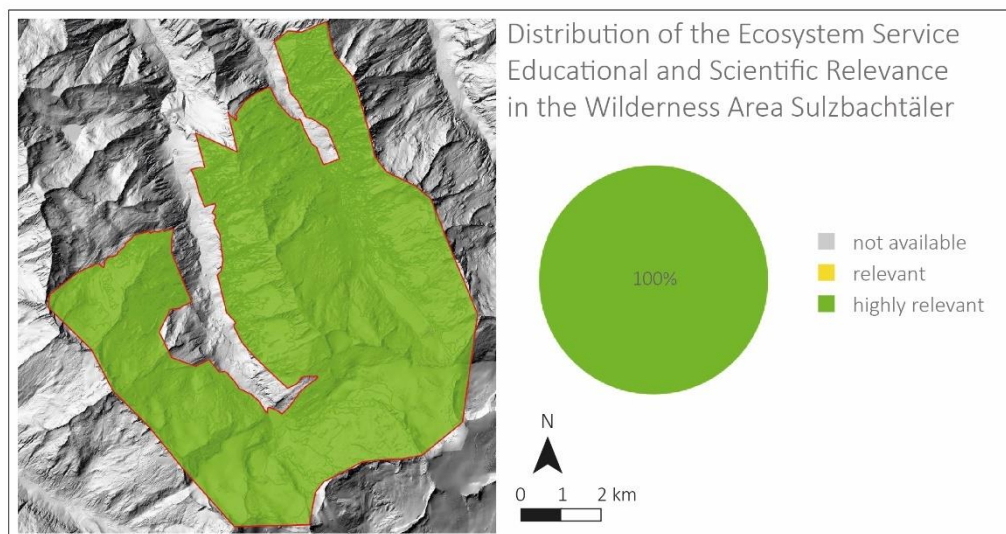 Distribution of the Ecosystem Service
Educational and Scientific Relevance
in the Wilderness Area Sulzbachtäler
100%
not available
relevant
highly relevant
N
0 1 2 km